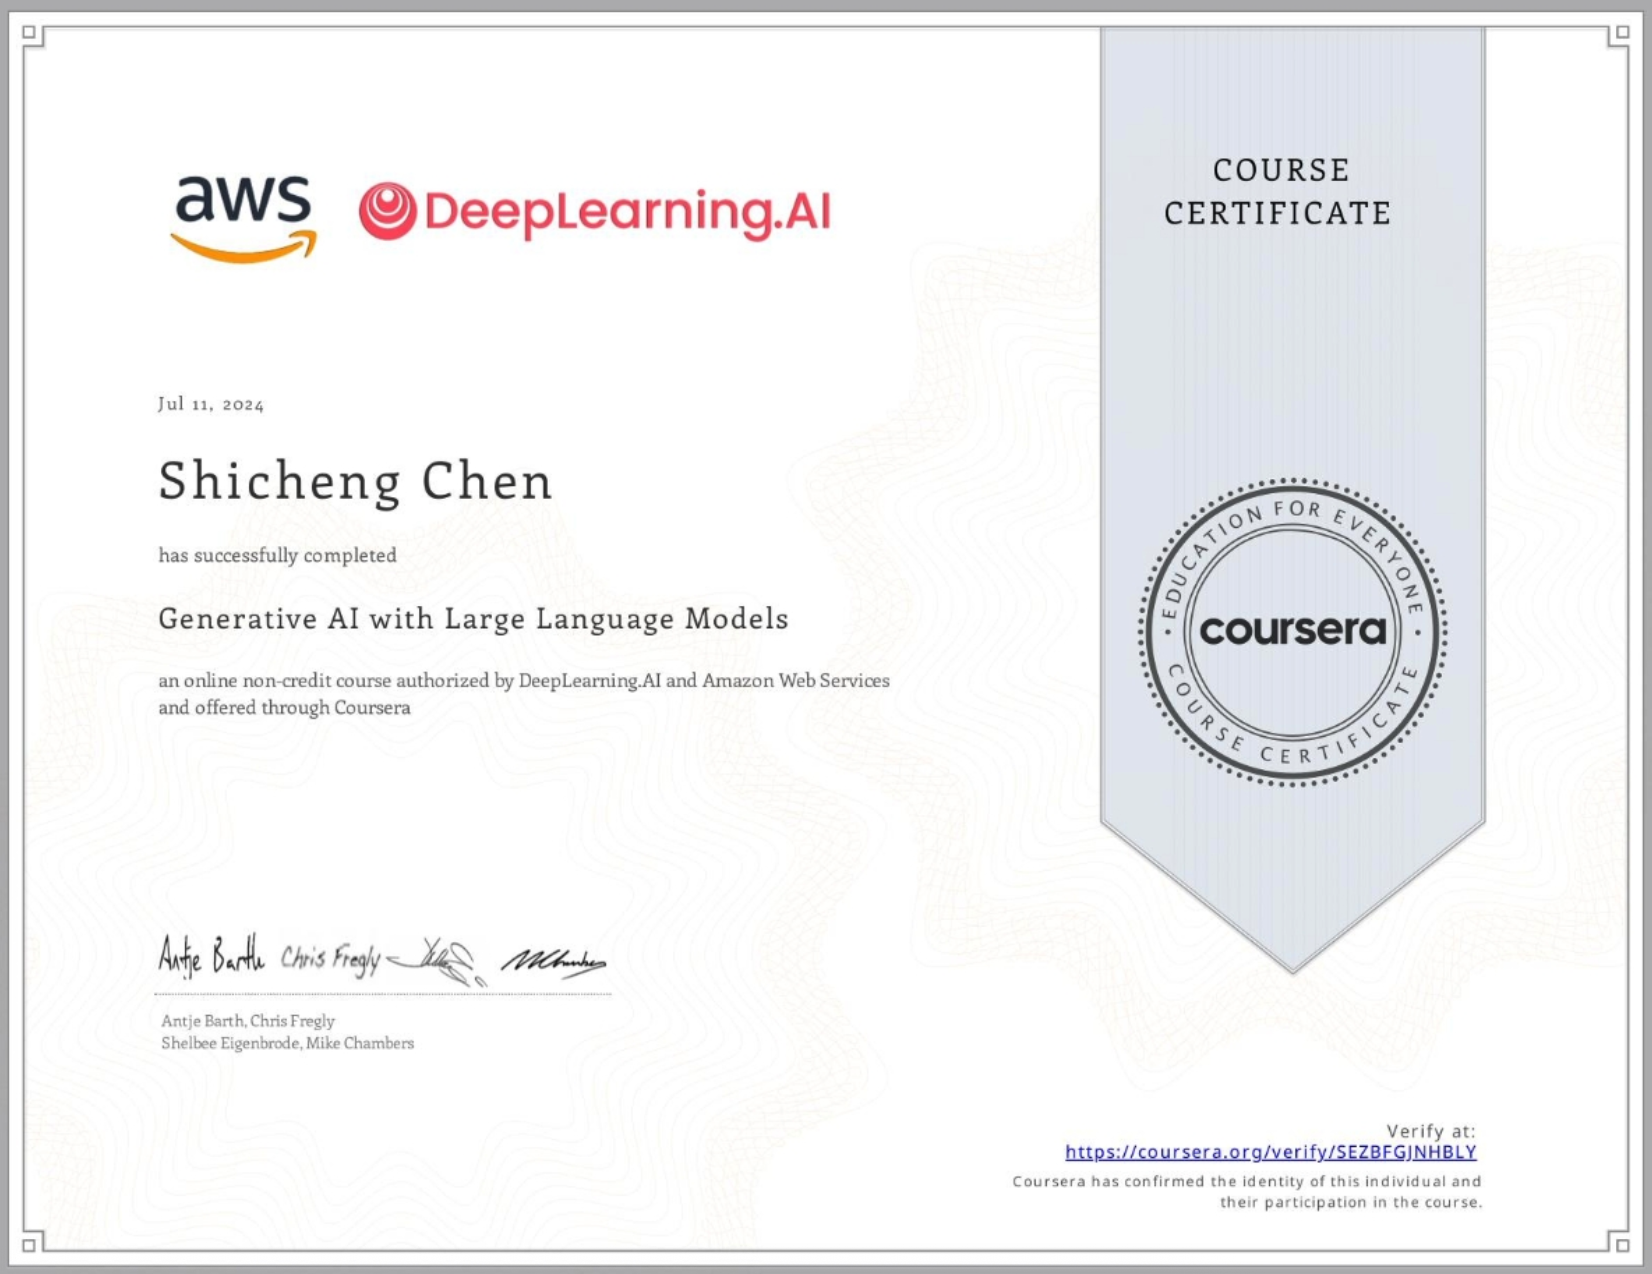 aws DeepLearning.AI
COURSE
CERTIFICATE
Jul 11, 2024
Shicheng Chen
has successfully completed
Generative AI with Large Language Models
an online non-credit course authorized by DeepLearning.AI and Amazon Web Services
and offered through Coursera
EDUCATION FOR EVERYONE
coursera
COURSE CERTIFICATE
Antje Barth Chris Fregly
Antje Barth, Chris Fregly
Shelbee Eigenbrode, Mike Chambers
Verify at:
https://coursera.org/verify/SEZBFGJNHBLY
Coursera has confirmed the identity of this individual and
their participation in the course.